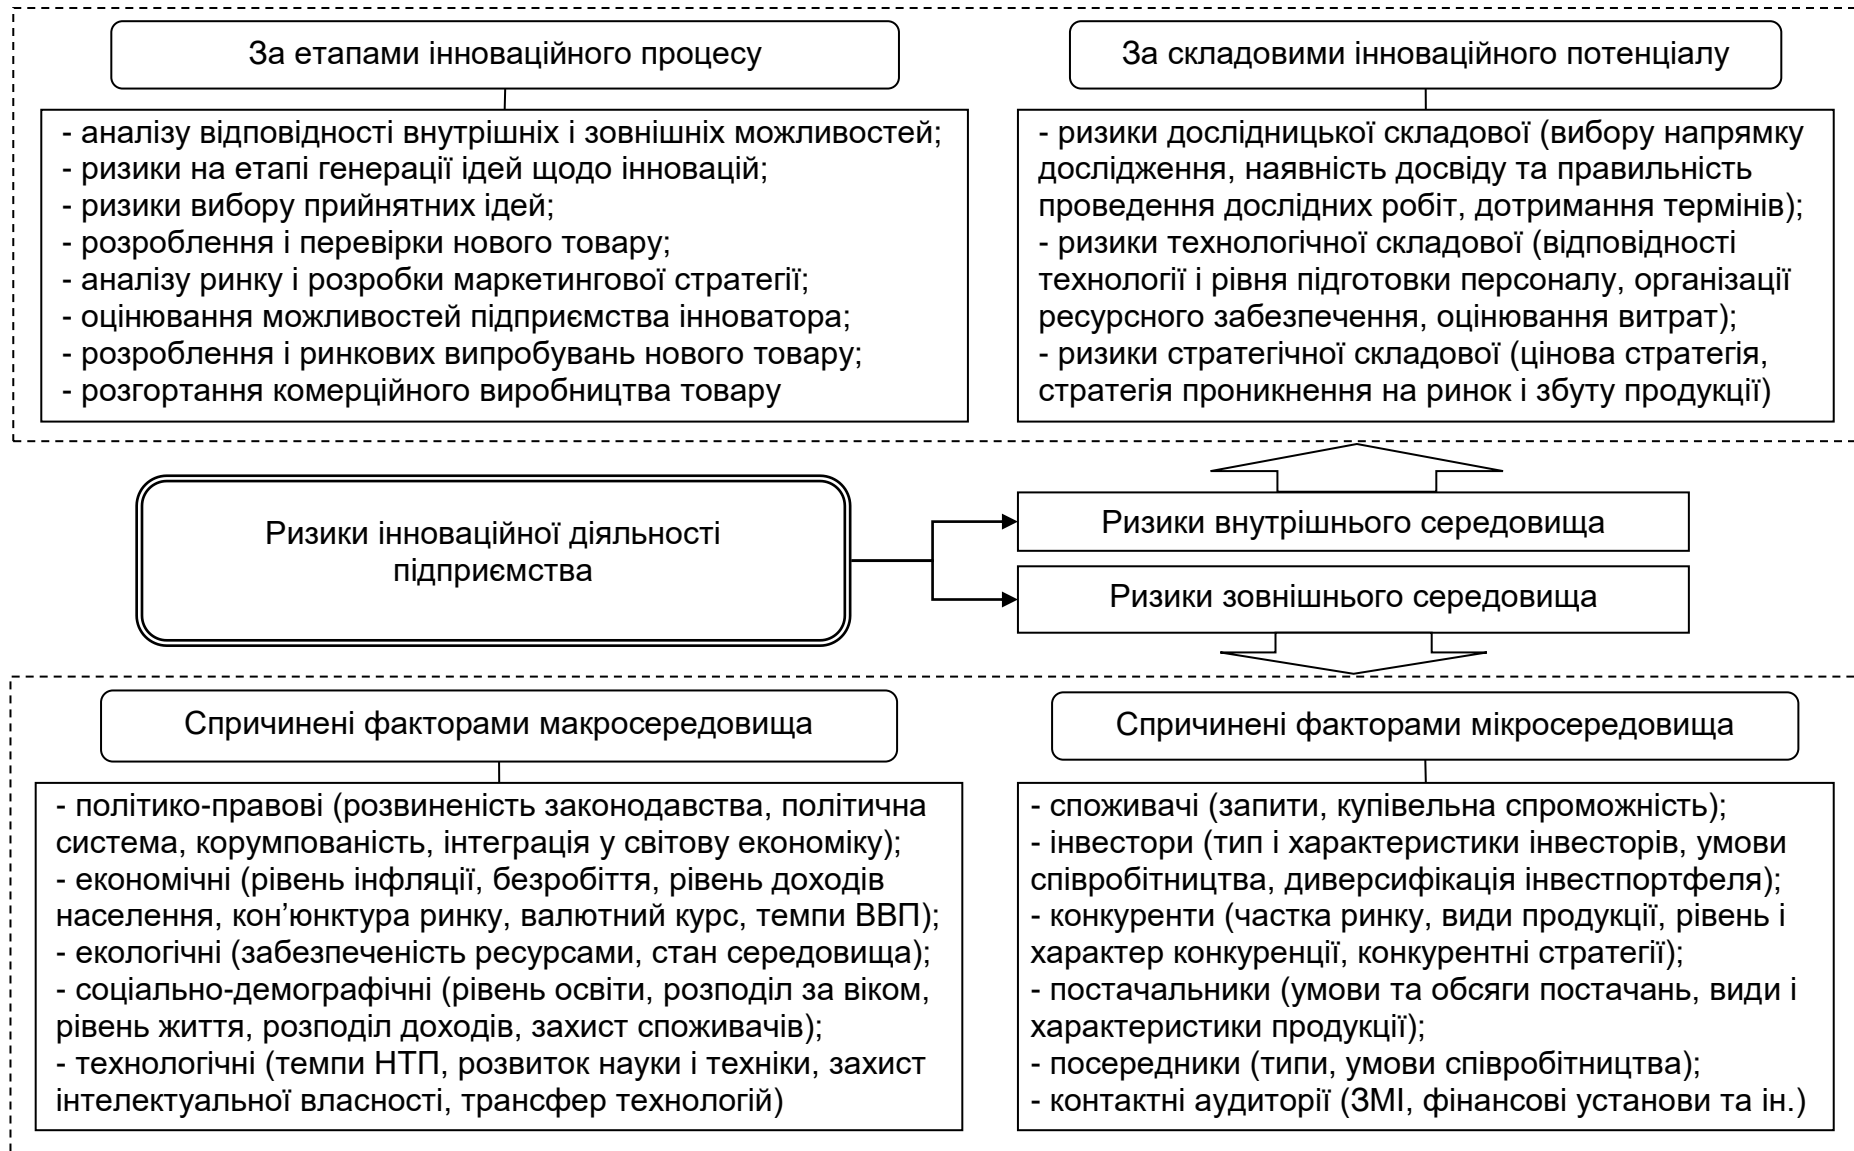 За етапами інноваційного процесу
- аналізу відповідності внутрішніх і зовнішніх можливостей;
- ризики на етапі генерації ідей щодо інновацій;
- ризики вибору прийнятних ідей;
- розроблення і перевірки нового товару;
- аналізу ринку і розробки маркетингової стратегії;
- оцінювання можливостей підприємства інноватора;
- розроблення і ринкових випробувань нового товару;
- розгортання комерційного виробництва товару
За складовими інноваційного потенціалу
- ризики дослідницької складової (вибору напрямку
дослідження, наявність досвіду та правильність
проведення дослідних робіт, дотримання термінів);
- ризики технологічної складової (відповідності
технології і рівня підготовки персоналу, організації
ресурсного забезпечення, оцінювання витрат);
- ризики стратегічної складової (цінова стратегія,
стратегія проникнення на ринок і збуту продукції)
Ризики інноваційної діяльності
підприємства
Ризики внутрішнього середовища
Ризики зовнішнього середовища
Спричинені факторами макросередовища
- політико-правові (розвиненість законодавства, політична
система, корумпованість, інтеграція у світову економіку);
- економічні (рівень інфляції, безробіття, рівень доходів
населення, кон’юнктура ринку, валютний курс, темпи ВВП);
- екологічні (забезпеченість ресурсами, стан середовища);
- соціально-демографічні (рівень освіти, розподіл за віком,
рівень життя, розподіл доходів, захист споживачів);
- технологічні (темпи НТП, розвиток науки і техніки, захист
інтелектуальної власності, трансфер технологій)
Спричинені факторами мікросередовища
- споживачі (запити, купівельна спроможність);
- інвестори (тип і характеристики інвесторів, умови
співробітництва, диверсифікація інвестпортфеля);
- конкуренти (частка ринку, види продукції, рівень і
характер конкуренції, конкурентні стратегії);
- постачальники (умови та обсяги постачань, види і
характеристики продукції);
- посередники (типи, умови співробітництва);
- контактні аудиторії (ЗМІ, фінансові установи та ін.)